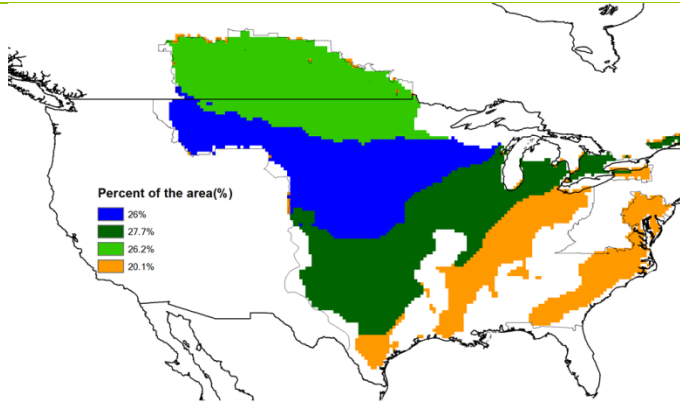 Percent of the area(%)
26%
27.7%
26.2%
20.1%